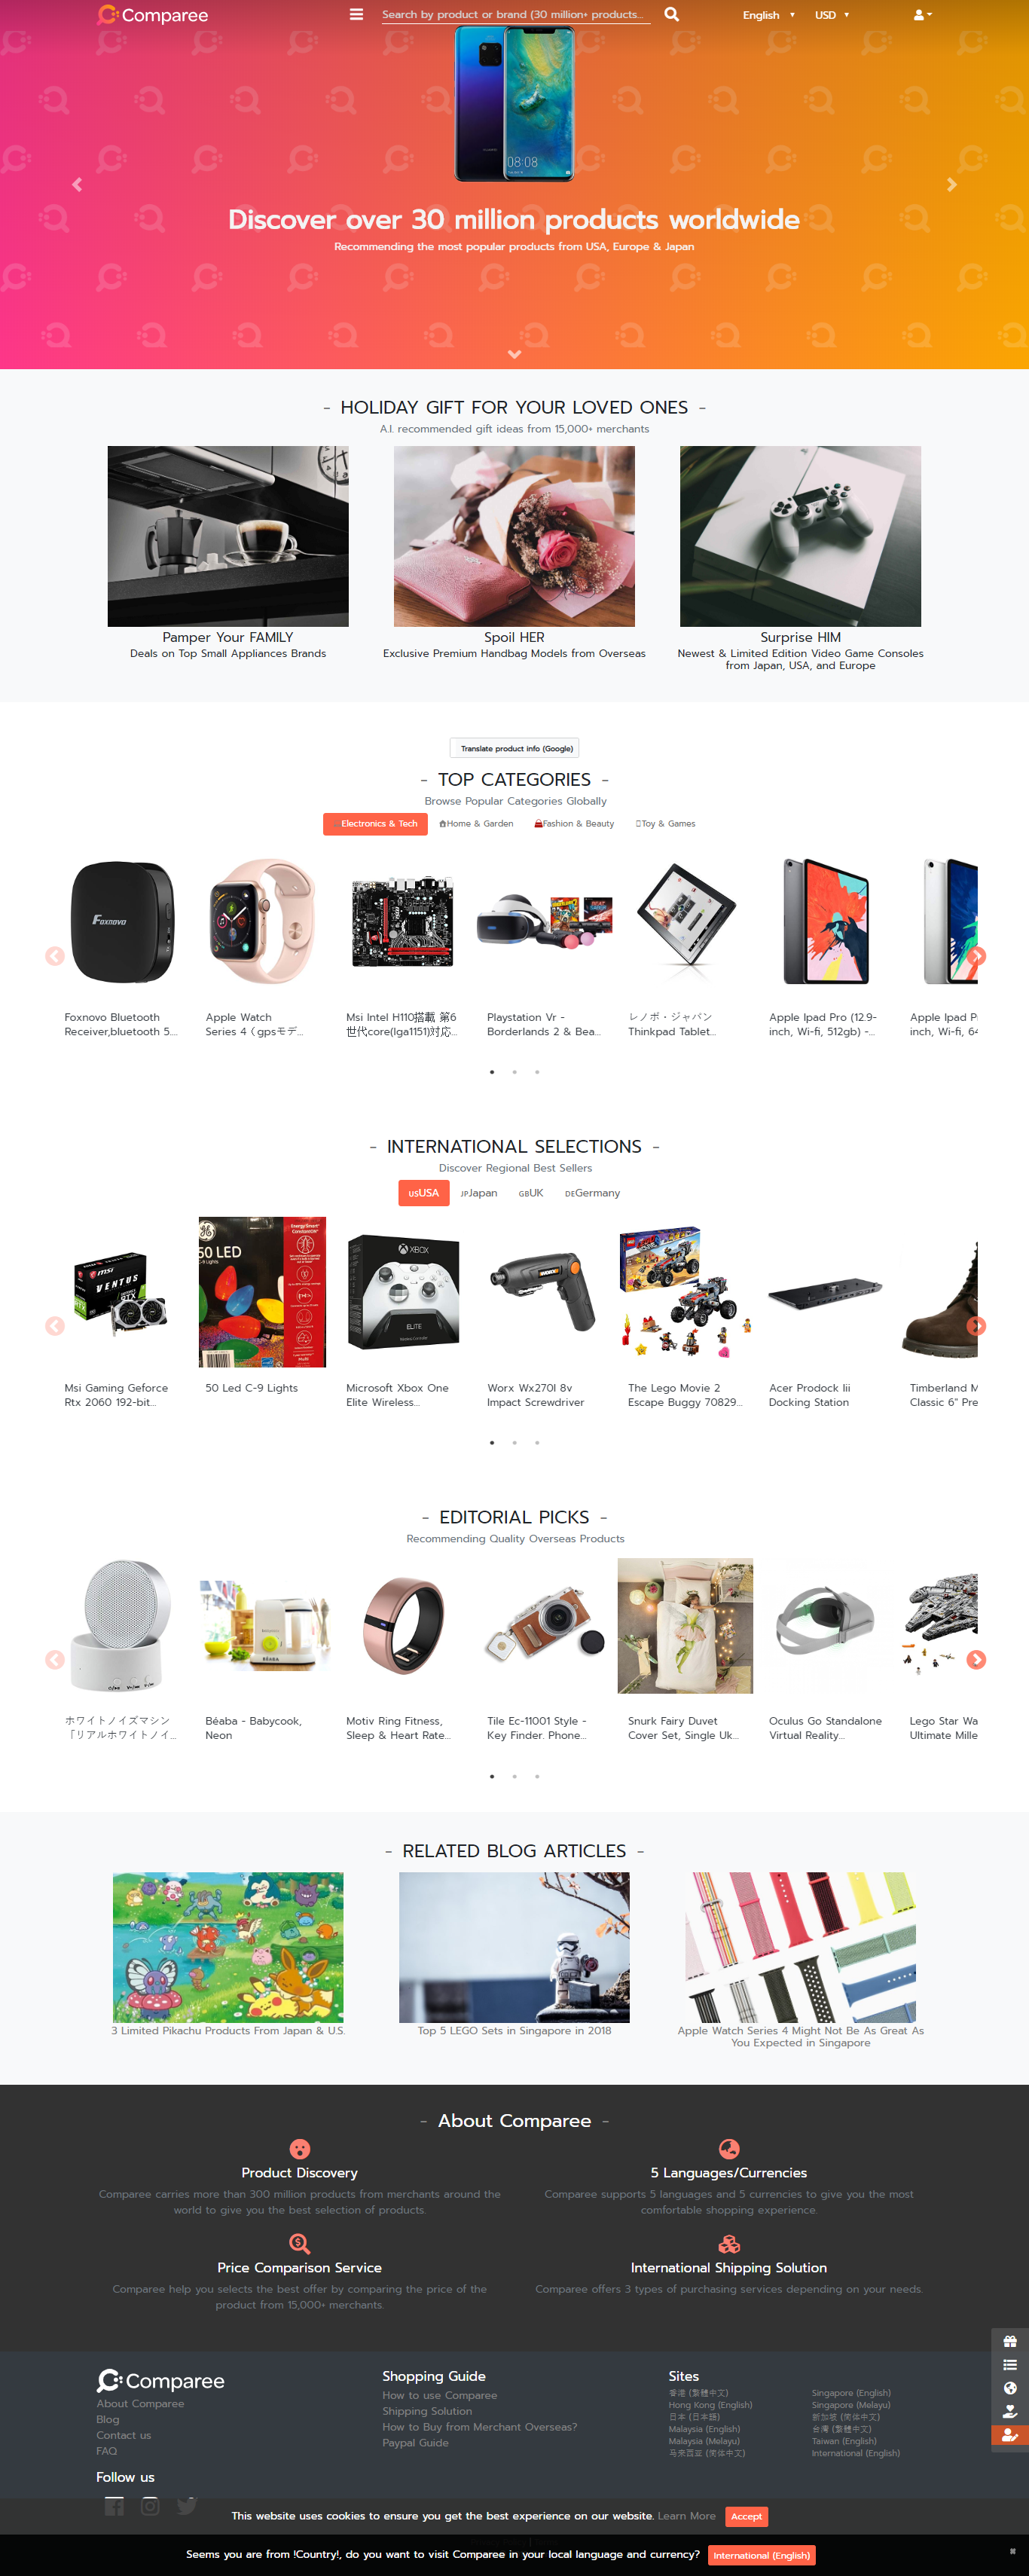 Comparee
Search by product or brand (30 million+ products...
English ▼
USD ▼
08:08
Discover over 30 million products worldwide
Recommending the most popular products from USA, Europe & Japan
- HOLIDAY GIFT FOR YOUR LOVED ONES -
A.I. recommended gift ideas from 15,000+ merchants
Pamper Your FAMILY
Deals on Top Small Appliances Brands
Spoil HER
Exclusive Premium Handbag Models from Overseas
Surprise HIM
Newest & Limited Edition Video Game Consoles
from Japan, USA, and Europe
Translate product info (Google)
- TOP CATEGORIES -
Browse Popular Categories Globally
Electronics & Tech
Home & Garden
Fashion & Beauty
Toy & Games
Foxnovo
Foxnovo Bluetooth
Receiver,bluetooth 5....
Apple Watch
Series 4 ( gpsモデ...
Msi Intel H110搭載 第6
世代core(lga1151)対応...
Playstation Vr -
Borderlands 2 & Bea...
レノボ・ジャパン
Thinkpad Tablet...
Apple Ipad Pro (12.9-
inch, Wi-fi, 512gb) -...
Apple Ipad P
inch, Wi-fi, 64
- INTERNATIONAL SELECTIONS -
Discover Regional Best Sellers
USUSA
JPJapan
GBUK
DEGermany
msi
VENTUS
50 LED
C-9 Lights
XBOX
ELITE
WORX
Msi Gaming Geforce
Rtx 2060 192-bit...
50 Led C-9 Lights
Microsoft Xbox One
Elite Wireless...
Worx Wx270l 8v
Impact Screwdriver
The Lego Movie 2
Escape Buggy 70829...
Acer Prodock Iii
Docking Station
Timberland M
Classic 6" Pre
- EDITORIAL PICKS -
Recommending Quality Overseas Products
BÉABA
ホワイトノイズマシン
「リアルホワイトノイ...
Béaba - Babycook,
Neon
Motiv Ring Fitness,
Sleep & Heart Rate...
Tile Ec-11001 Style -
Key Finder. Phone...
Snurk Fairy Duvet
Cover Set, Single Uk...
Oculus Go Standalone
Virtual Reality...
Lego Star Wa
Ultimate Mille
- RELATED BLOG ARTICLES -
3 Limited Pikachu Products From Japan & U.S.
Top 5 LEGO Sets in Singapore in 2018
Apple Watch Series 4 Might Not Be As Great As
You Expected in Singapore
- About Comparee -
Product Discovery
Comparee carries more than 300 million products from merchants around the
world to give you the best selection of products.
5 Languages/Currencies
Comparee supports 5 languages and 5 currencies to give you the most
comfortable shopping experience.
Price Comparison Service
Comparee help you selects the best offer by comparing the price of the
product from 15,000+ merchants.
International Shipping Solution
Comparee offers 3 types of purchasing services depending on your needs.
Comparee
About Comparee
Blog
Contact us
FAQ
Follow us
Shopping Guide
How to use Comparee
Shipping Solution
How to Buy from Merchant Overseas?
Paypal Guide
Sites
香港 (繁體中文)
Hong Kong (English)
日本 (日本語)
Malaysia (English)
Malaysia (Melayu)
马来西亚 (简体中文)
Singapore (English)
Singapore (Melayu)
新加坡 (简体中文)
台灣 (繁體中文)
Taiwan (English)
International (English)
This website uses cookies to ensure you get the best experience on our website. Learn More
Accept
Seems you are from !Country!, do you want to visit Comparee in your local language and currency?
International (English)